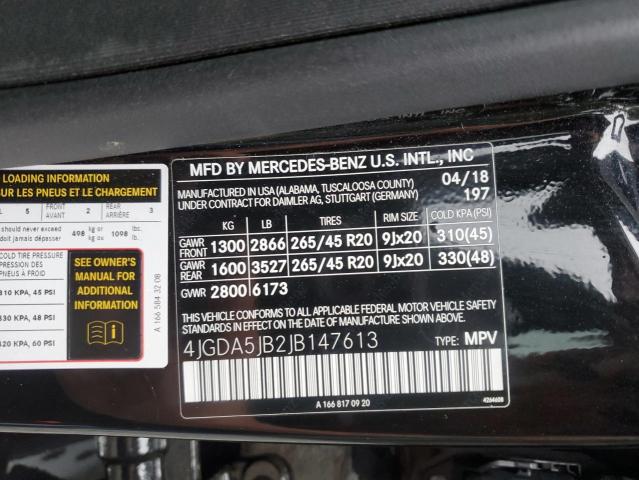 LOADING INFORMATION
SUR LES PNEUS ET LE CHARGEMENT
5 FRONT AVANT 2 REAR ARRIÈRE 3
should never exceed 498 kg or 1098 lbs.
doit jamais dépasser kg ou lb.
COLD TIRE PRESSURE
PRESSION DES
PNEUS À FROID
310 KPA, 45 PSI
330 KPA, 48 PSI
420 KPA, 60 PSI
SEE OWNER'S
MANUAL FOR
ADDITIONAL
INFORMATION
A 166 584 32 08
MFD BY MERCEDES-BENZ U.S. INTL., INC
MANUFACTURED IN USA (ALABAMA, TUSCALOOSA COUNTY) 04/18
UNDER CONTRACT FOR DAIMLER AG, STUTTGART (GERMANY) 197
KG LB TIRES RIM SIZE COLD KPA (PSI)
GAWR FRONT 1300 2866 265/45 R20 9Jx20 310(45)
GAWR REAR 1600 3527 265/45 R20 9Jx20 330(48)
GVWR 2800 6173
THIS VEHICLE CONFORMS TO ALL APPLICABLE FEDERAL MOTOR VEHICLE SAFETY
STANDARDS IN EFFECT ON THE DATE OF MANUFACTURE SHOWN ABOVE.
4JGDA5JB2JB147613 TYPE: MPV
A 166 817 09 20 4264608